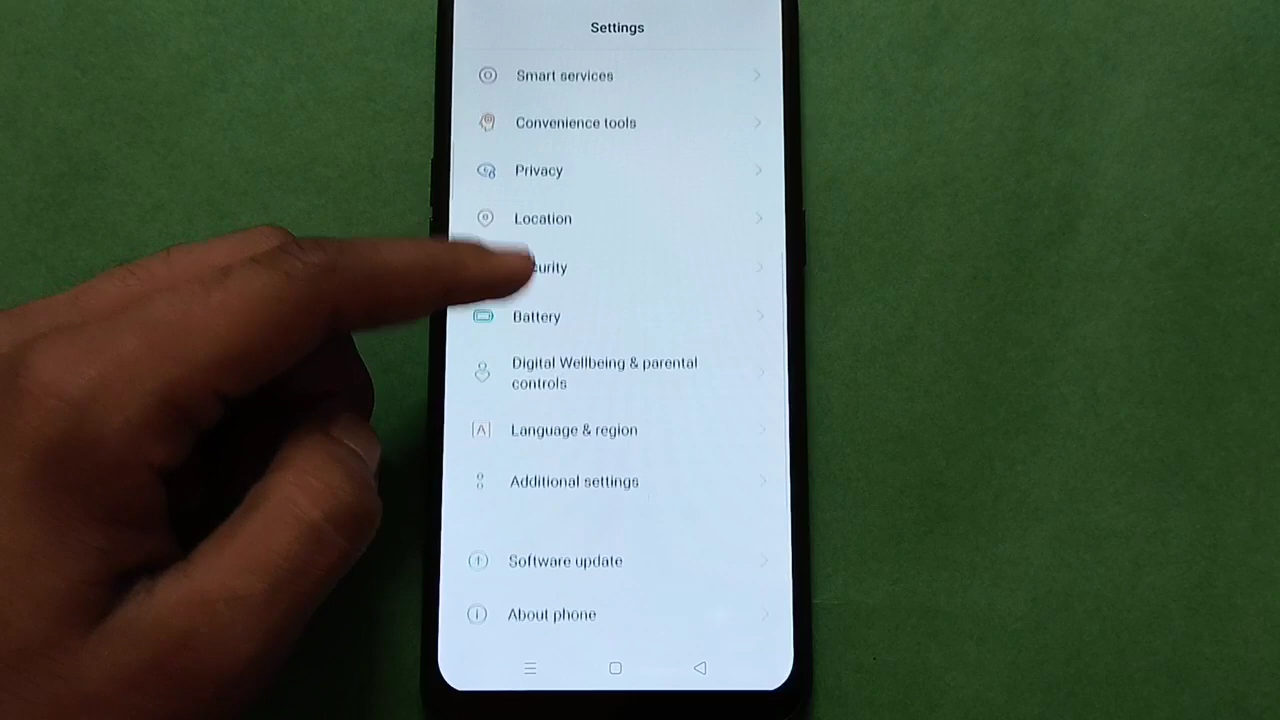 Settings
Smart services
Convenience tools
Privacy
Location
curity
Battery
Digital Wellbeing & parental
controls
Language & region
Additional settings
Software update
About phone